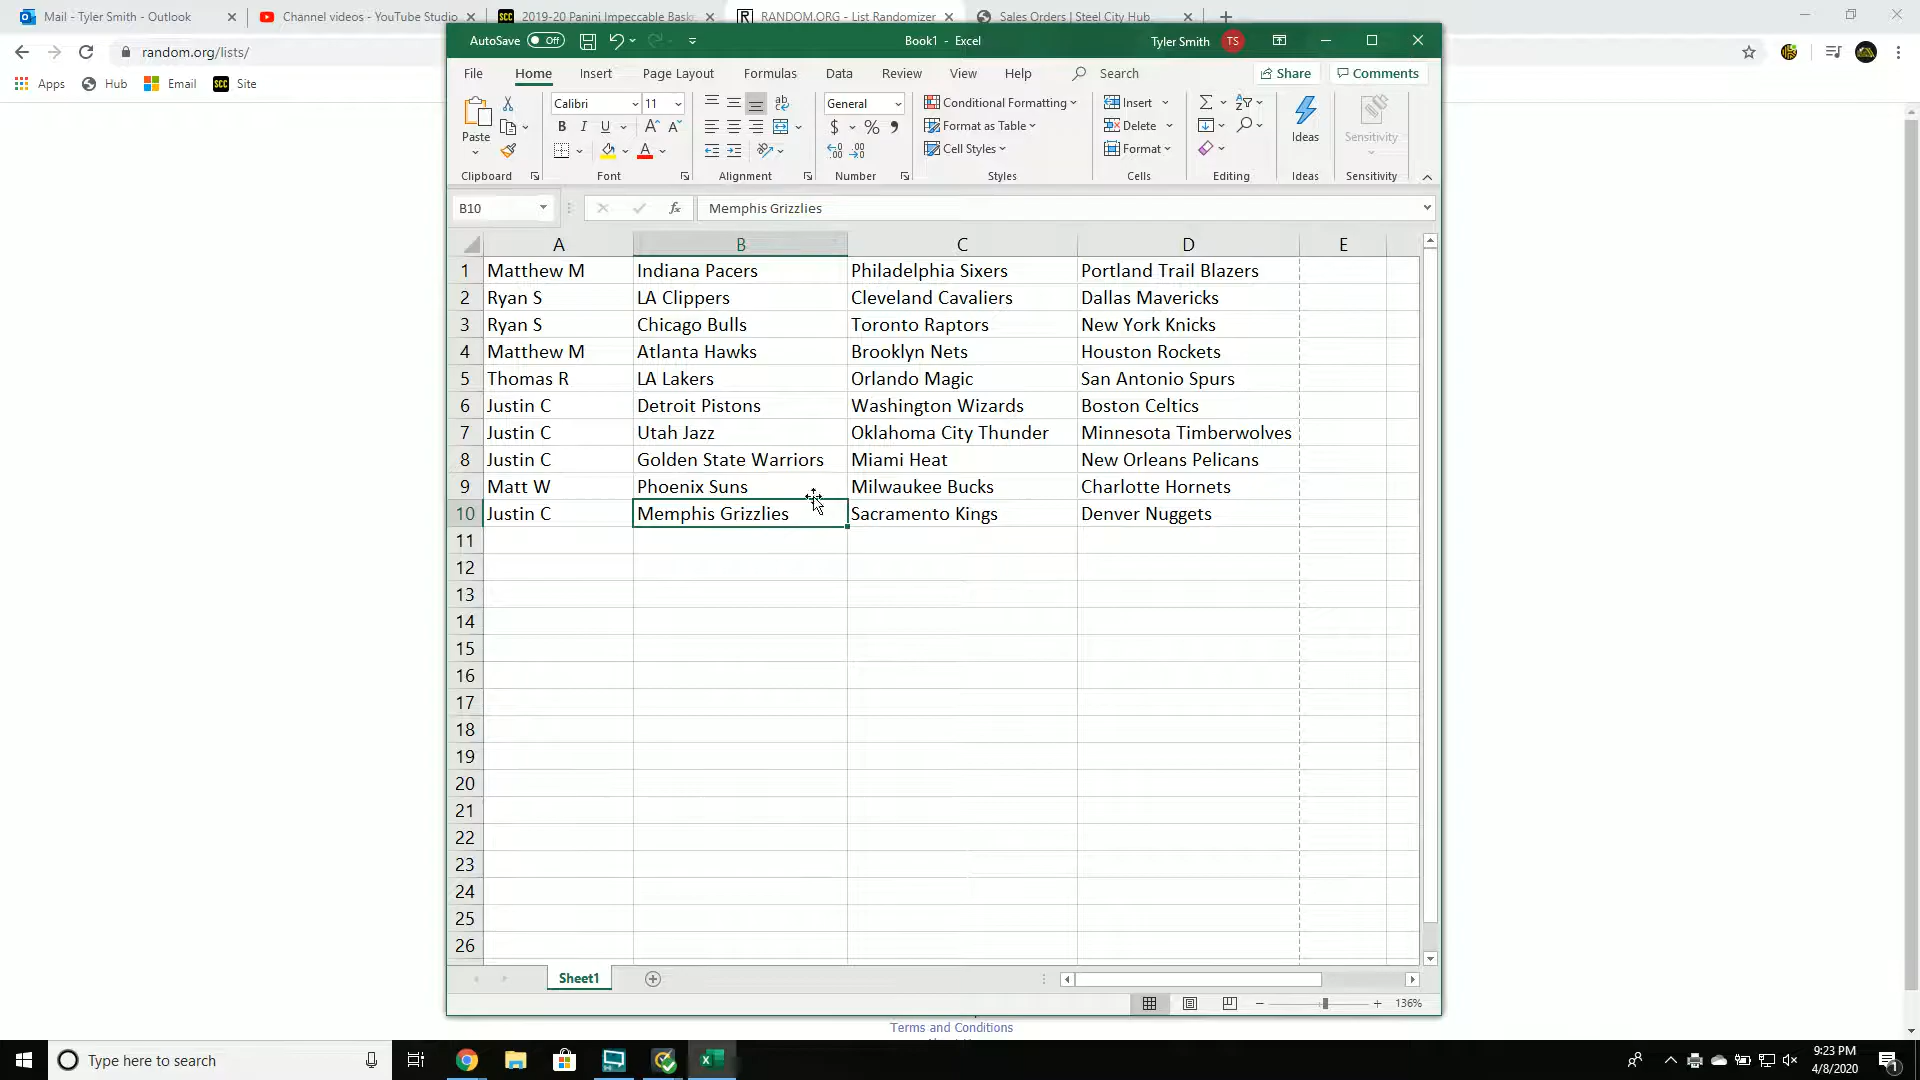 Mail - Tyler Smith - Outlook
Channel videos - YouTube Studio
SCC 2019-20 Panini Impeccable Bask
RANDOM.ORG - List Randomizer
Sales Orders | Steel City Hub
random.org/lists/
Apps Hub Email SCC Site
AutoSave Off
Book1 - Excel
Tyler Smith TS
File Home Insert Page Layout Formulas Data Review View Help Search Share Comments
Paste
Calibri 11
B I U
General
$ % 9
Conditional Formatting
Format as Table
Cell Styles
Insert
Delete
Format
Ideas
Sensitivity
Clipboard Font Alignment Number Styles Cells Editing Ideas Sensitivity
B10 fx Memphis Grizzlies
A B C D E
1 Matthew M Indiana Pacers Philadelphia Sixers Portland Trail Blazers
2 Ryan S LA Clippers Cleveland Cavaliers Dallas Mavericks
3 Ryan S Chicago Bulls Toronto Raptors New York Knicks
4 Matthew M Atlanta Hawks Brooklyn Nets Houston Rockets
5 Thomas R LA Lakers Orlando Magic San Antonio Spurs
6 Justin C Detroit Pistons Washington Wizards Boston Celtics
7 Justin C Utah Jazz Oklahoma City Thunder Minnesota Timberwolves
8 Justin C Golden State Warriors Miami Heat New Orleans Pelicans
9 Matt W Phoenix Suns Milwaukee Bucks Charlotte Hornets
10 Justin C Memphis Grizzlies Sacramento Kings Denver Nuggets
11
12
13
14
15
16
17
18
19
20
21
22
23
24
25
26
Sheet1
136%
Terms and Conditions
Type here to search
9:23 PM
4/8/2020
1